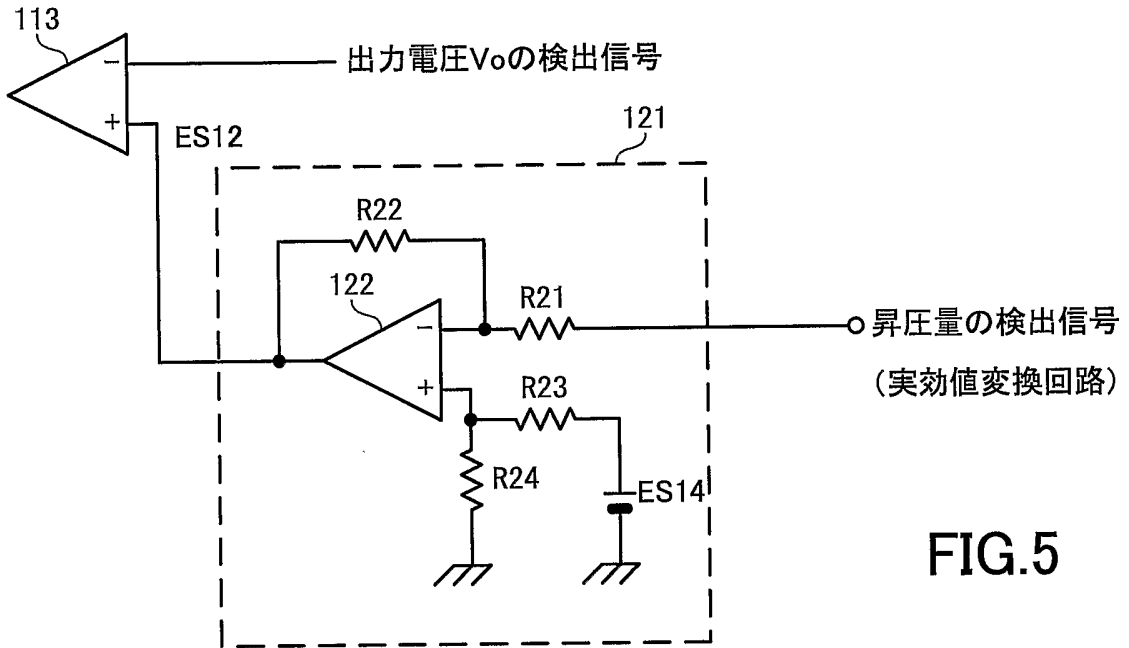 113
出力電圧Voの検出信号
−
+
ES12
121
R22
122
R21
−
昇圧量の検出信号
(実効値変換回路)
+
R23
R24
ES14
FIG.5